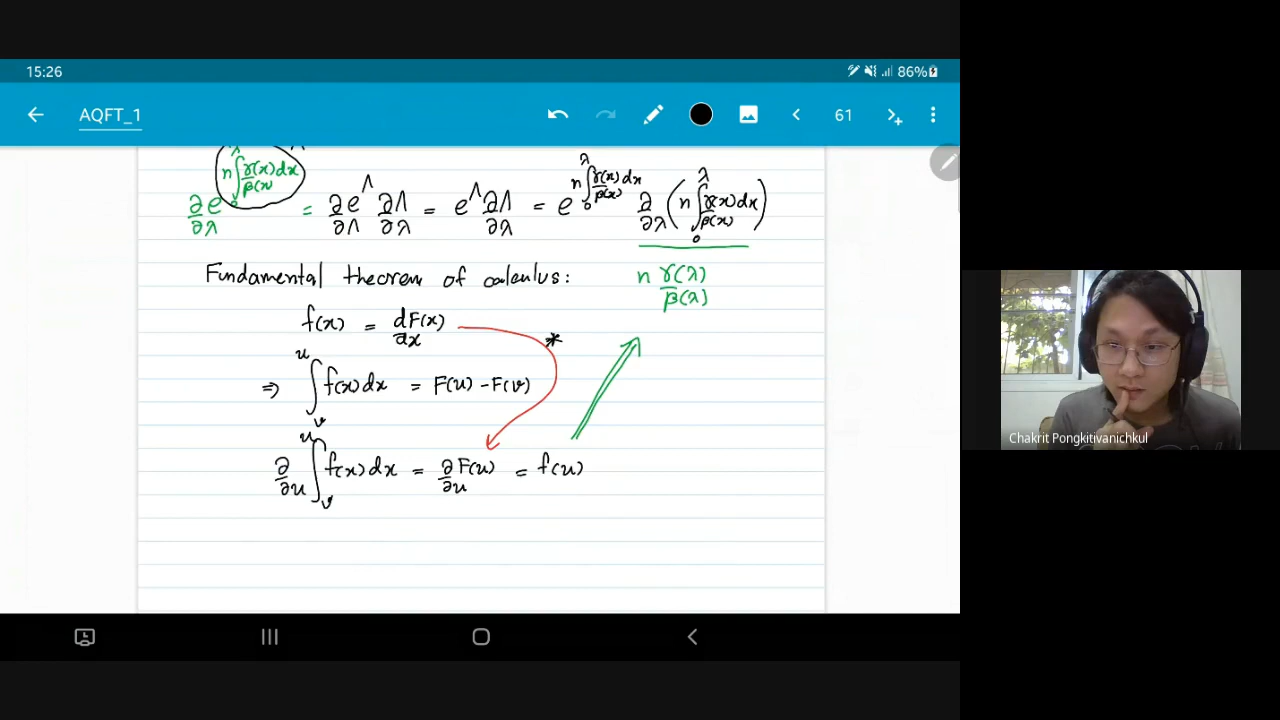 15:26 86%
AQFT_1 61
∂/∂λ e^{n∫₀^λ γ(x)/β(x) dx} = ∂e^Λ/∂Λ ∂Λ/∂λ = e^Λ ∂Λ/∂λ = e^{n∫₀^λ γ(x)/β(x) dx} ∂/∂λ (n∫₀^λ γ(x)/β(x) dx)
Fundamental theorem of calculus: n γ(λ)/β(λ)
f(x) = dF(x)/dx *
⇒ ∫_v^u f(x)dx = F(u) - F(v)
∂/∂u ∫_v^u f(x)dx = ∂F(u)/∂u = f(u)
Chakrit Pongkitivanichkul